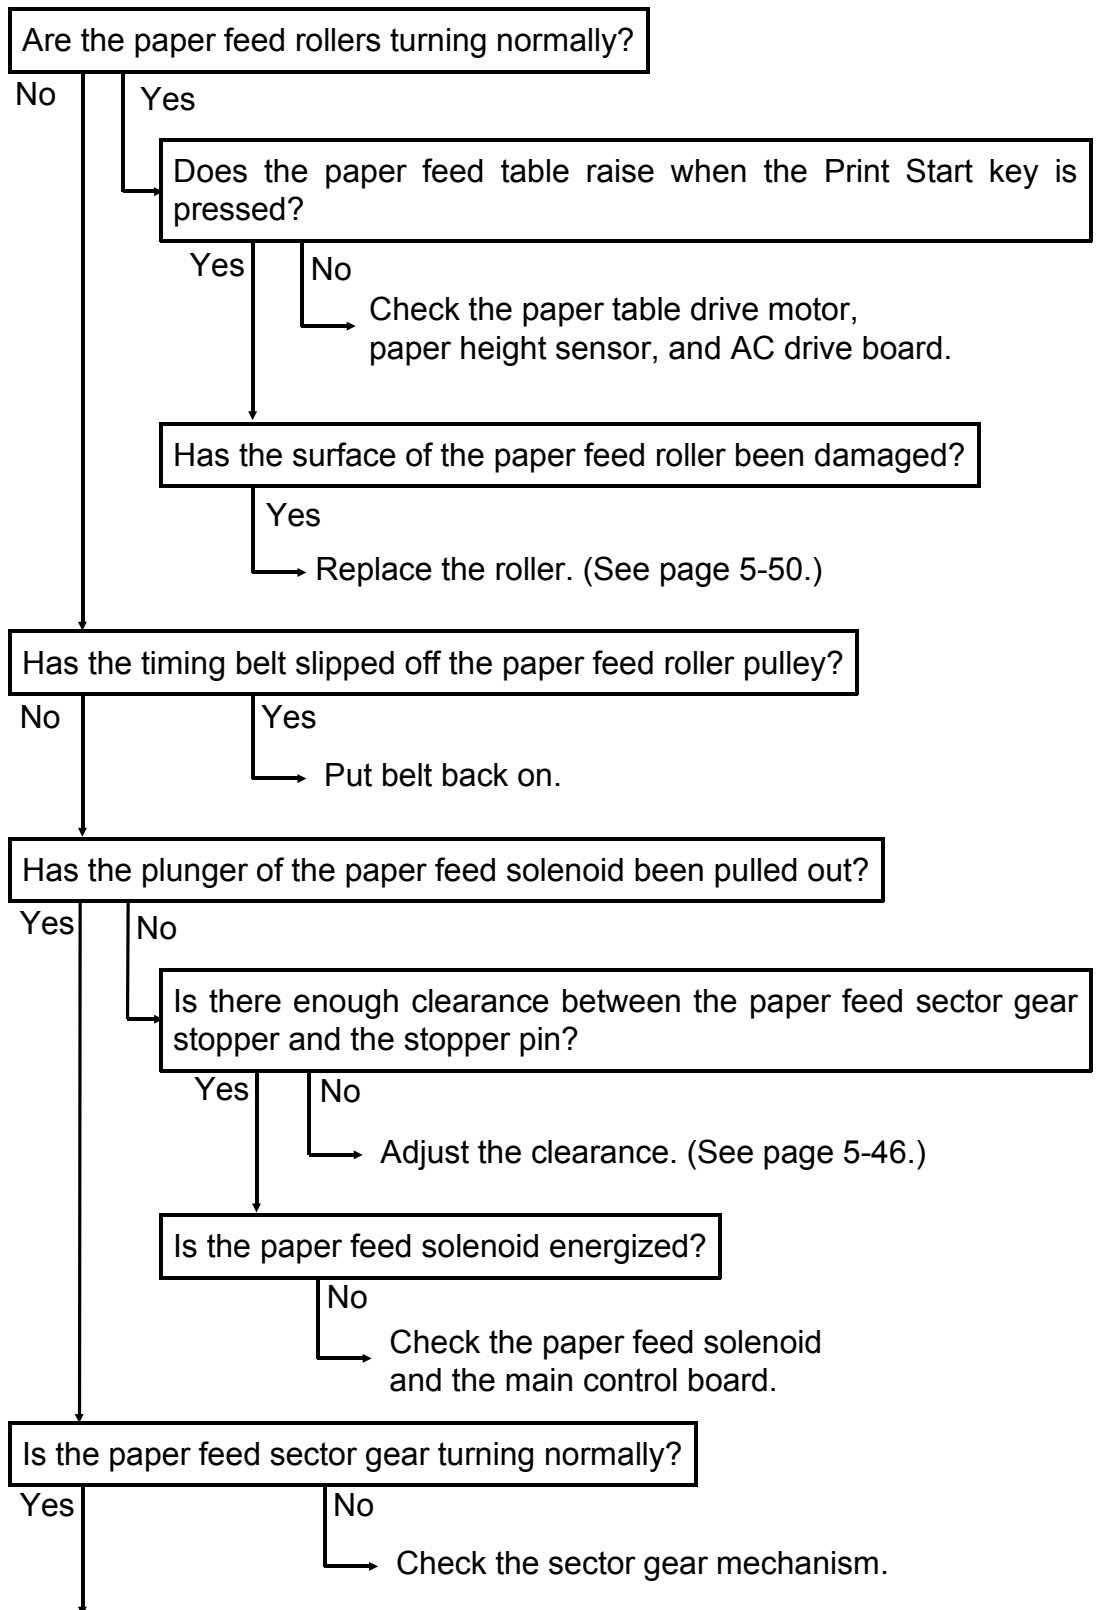 Are the paper feed rollers turning normally?
No
Yes
Does the paper feed table raise when the Print Start key is
pressed?
Yes
No
Check the paper table drive motor,
paper height sensor, and AC drive board.
Has the surface of the paper feed roller been damaged?
Yes
Replace the roller. (See page 5-50.)
Has the timing belt slipped off the paper feed roller pulley?
No
Yes
Put belt back on.
Has the plunger of the paper feed solenoid been pulled out?
Yes
No
Is there enough clearance between the paper feed sector gear
stopper and the stopper pin?
Yes
No
Adjust the clearance. (See page 5-46.)
Is the paper feed solenoid energized?
No
Check the paper feed solenoid
and the main control board.
Is the paper feed sector gear turning normally?
Yes
No
Check the sector gear mechanism.